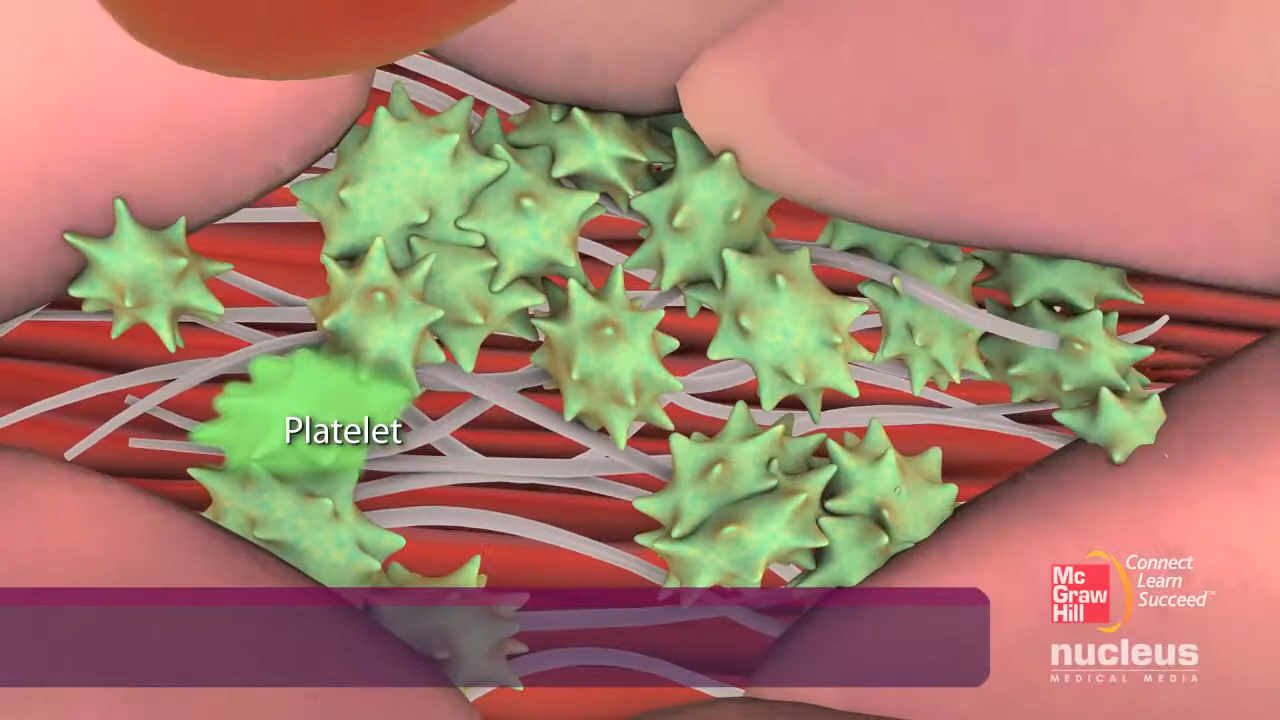 Platelet
Mc
Graw
Hill
Connect
Learn
Succeed™
nucleus
MEDICAL MEDIA